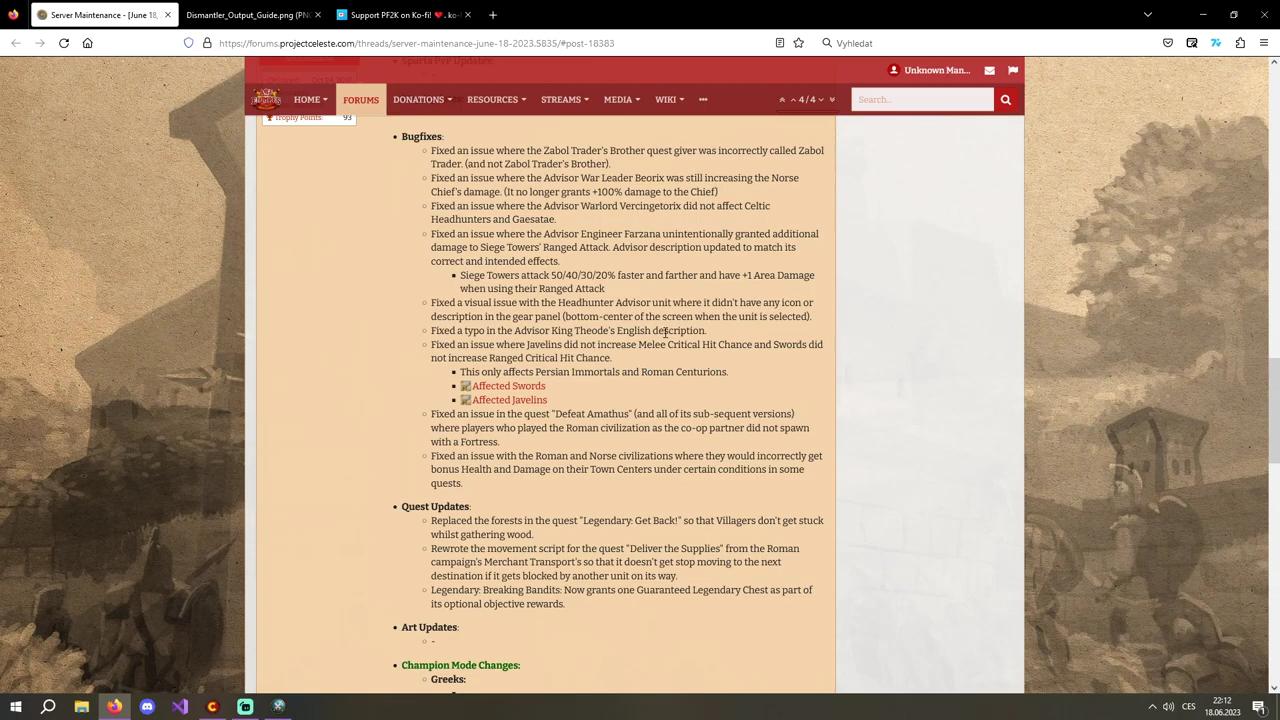 Server Maintenance - [June 18,
Dismantler_Output_Guide.png (PN
Support PF2K on Ko-fi! ❤️. ko-f
https://forums.projectceleste.com/threads/server-maintenance-june-18-2023.5835/#post-18383
Vyhledat
Sparta PvP Updates:
Unknown Man...
HOME
FORUMS
DONATIONS
RESOURCES
STREAMS
MEDIA
WIKI
4 / 4
Search...
Trophy Points: 93
Bugfixes:
Fixed an issue where the Zabol Trader's Brother quest giver was incorrectly called Zabol
Trader. (and not Zabol Trader's Brother).
Fixed an issue where the Advisor War Leader Beorix was still increasing the Norse
Chief's damage. (It no longer grants +100% damage to the Chief)
Fixed an issue where the Advisor Warlord Vercingetorix did not affect Celtic
Headhunters and Gaesatae.
Fixed an issue where the Advisor Engineer Farzana unintentionally granted additional
damage to Siege Towers' Ranged Attack. Advisor description updated to match its
correct and intended effects.
Siege Towers attack 50/40/30/20% faster and farther and have +1 Area Damage
when using their Ranged Attack
Fixed a visual issue with the Headhunter Advisor unit where it didn't have any icon or
description in the gear panel (bottom-center of the screen when the unit is selected).
Fixed a typo in the Advisor King Theode's English description.
Fixed an issue where Javelins did not increase Melee Critical Hit Chance and Swords did
not increase Ranged Critical Hit Chance.
This only affects Persian Immortals and Roman Centurions.
Affected Swords
Affected Javelins
Fixed an issue in the quest "Defeat Amathus" (and all of its sub-sequent versions)
where players who played the Roman civilization as the co-op partner did not spawn
with a Fortress.
Fixed an issue with the Roman and Norse civilizations where they would incorrectly get
bonus Health and Damage on their Town Centers under certain conditions in some
quests.
Quest Updates:
Replaced the forests in the quest "Legendary: Get Back!" so that Villagers don't get stuck
whilst gathering wood.
Rewrote the movement script for the quest "Deliver the Supplies" from the Roman
campaign's Merchant Transport's so that it doesn't get stop moving to the next
destination if it gets blocked by another unit on its way.
Legendary: Breaking Bandits: Now grants one Guaranteed Legendary Chest as part of
its optional objective rewards.
Art Updates:
-
Champion Mode Changes:
Greeks:
CES
22:12
18.06.2023